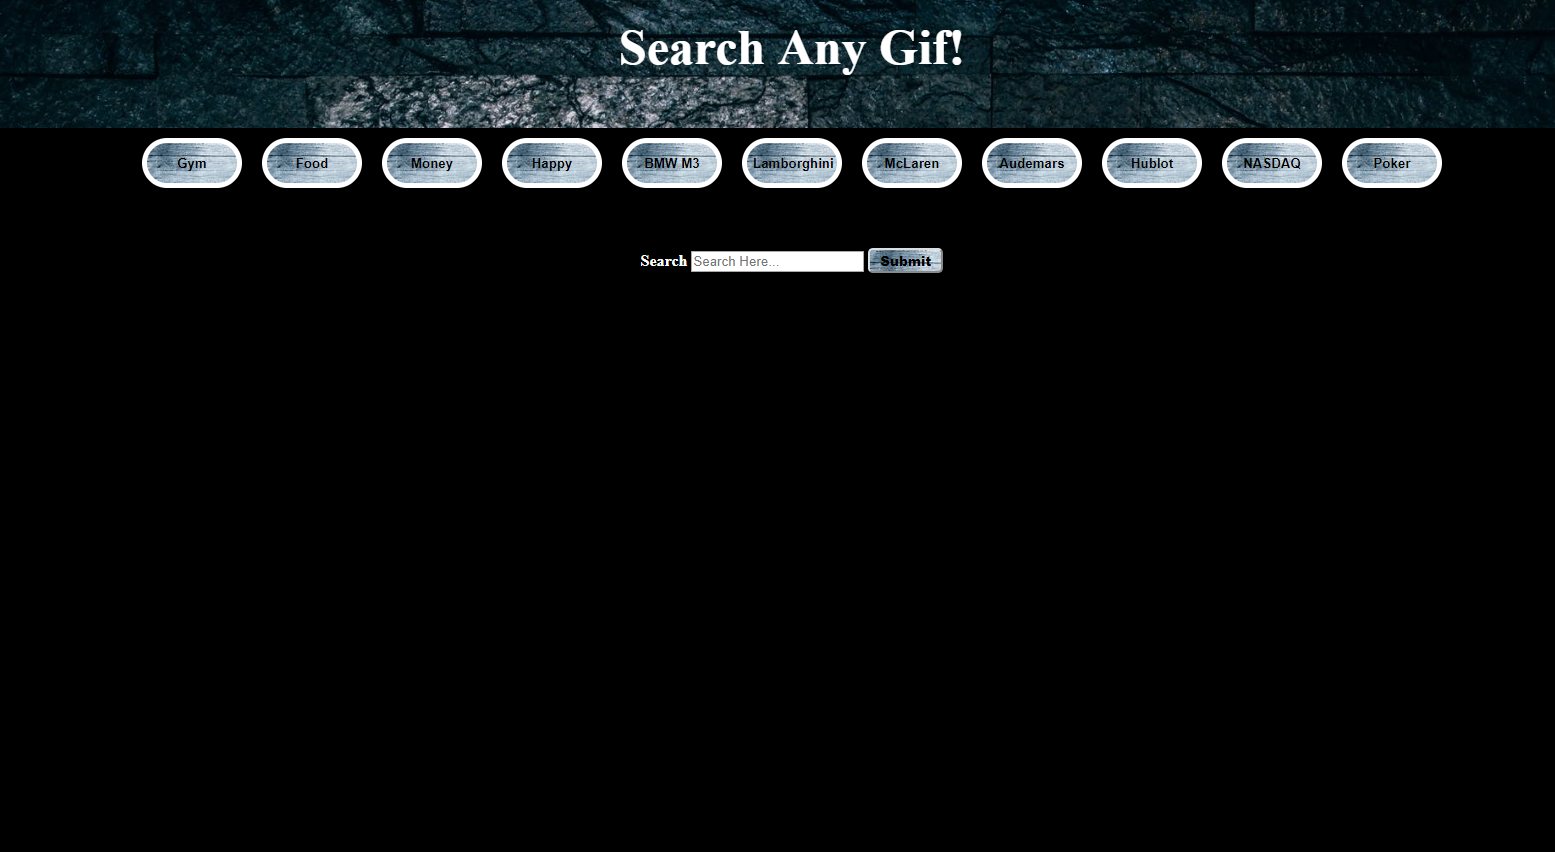 Search Any Gif!
Gym Food Money Happy BMW M3 Lamborghini McLaren Audemars Hublot NASDAQ Poker
Search Search Here... Submit